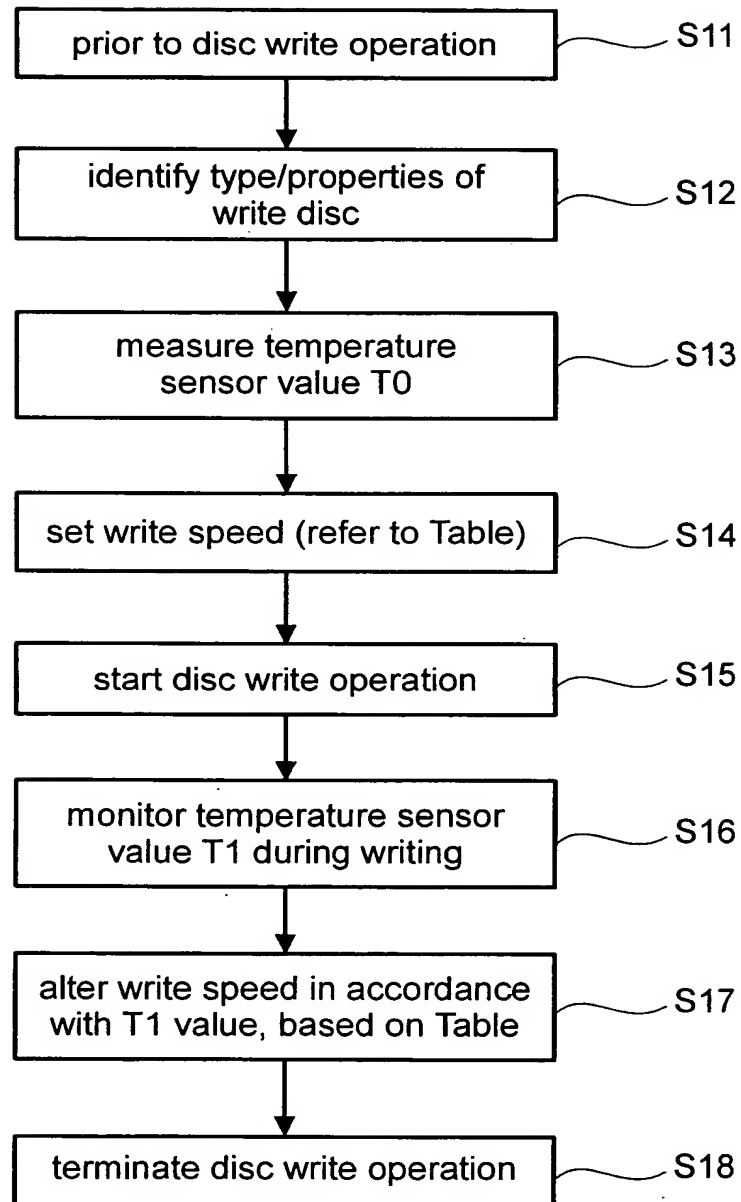 prior to disc write operation
S11
identify type/properties of
write disc
S12
measure temperature
sensor value T0
S13
set write speed (refer to Table)
S14
start disc write operation
S15
monitor temperature sensor
value T1 during writing
S16
alter write speed in accordance
with T1 value, based on Table
S17
terminate disc write operation
S18